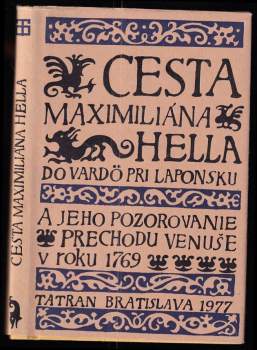 CESTA
MAXIMILIÁNA
HELLA
DO VARDÖ PRI LAPONSKU
A JEHO POZOROVANIE
PRECHODU VENUŠE
V ROKU 1769
TATRAN BRATISLAVA 1977
CESTA MAXIMILIÁNA HELLA